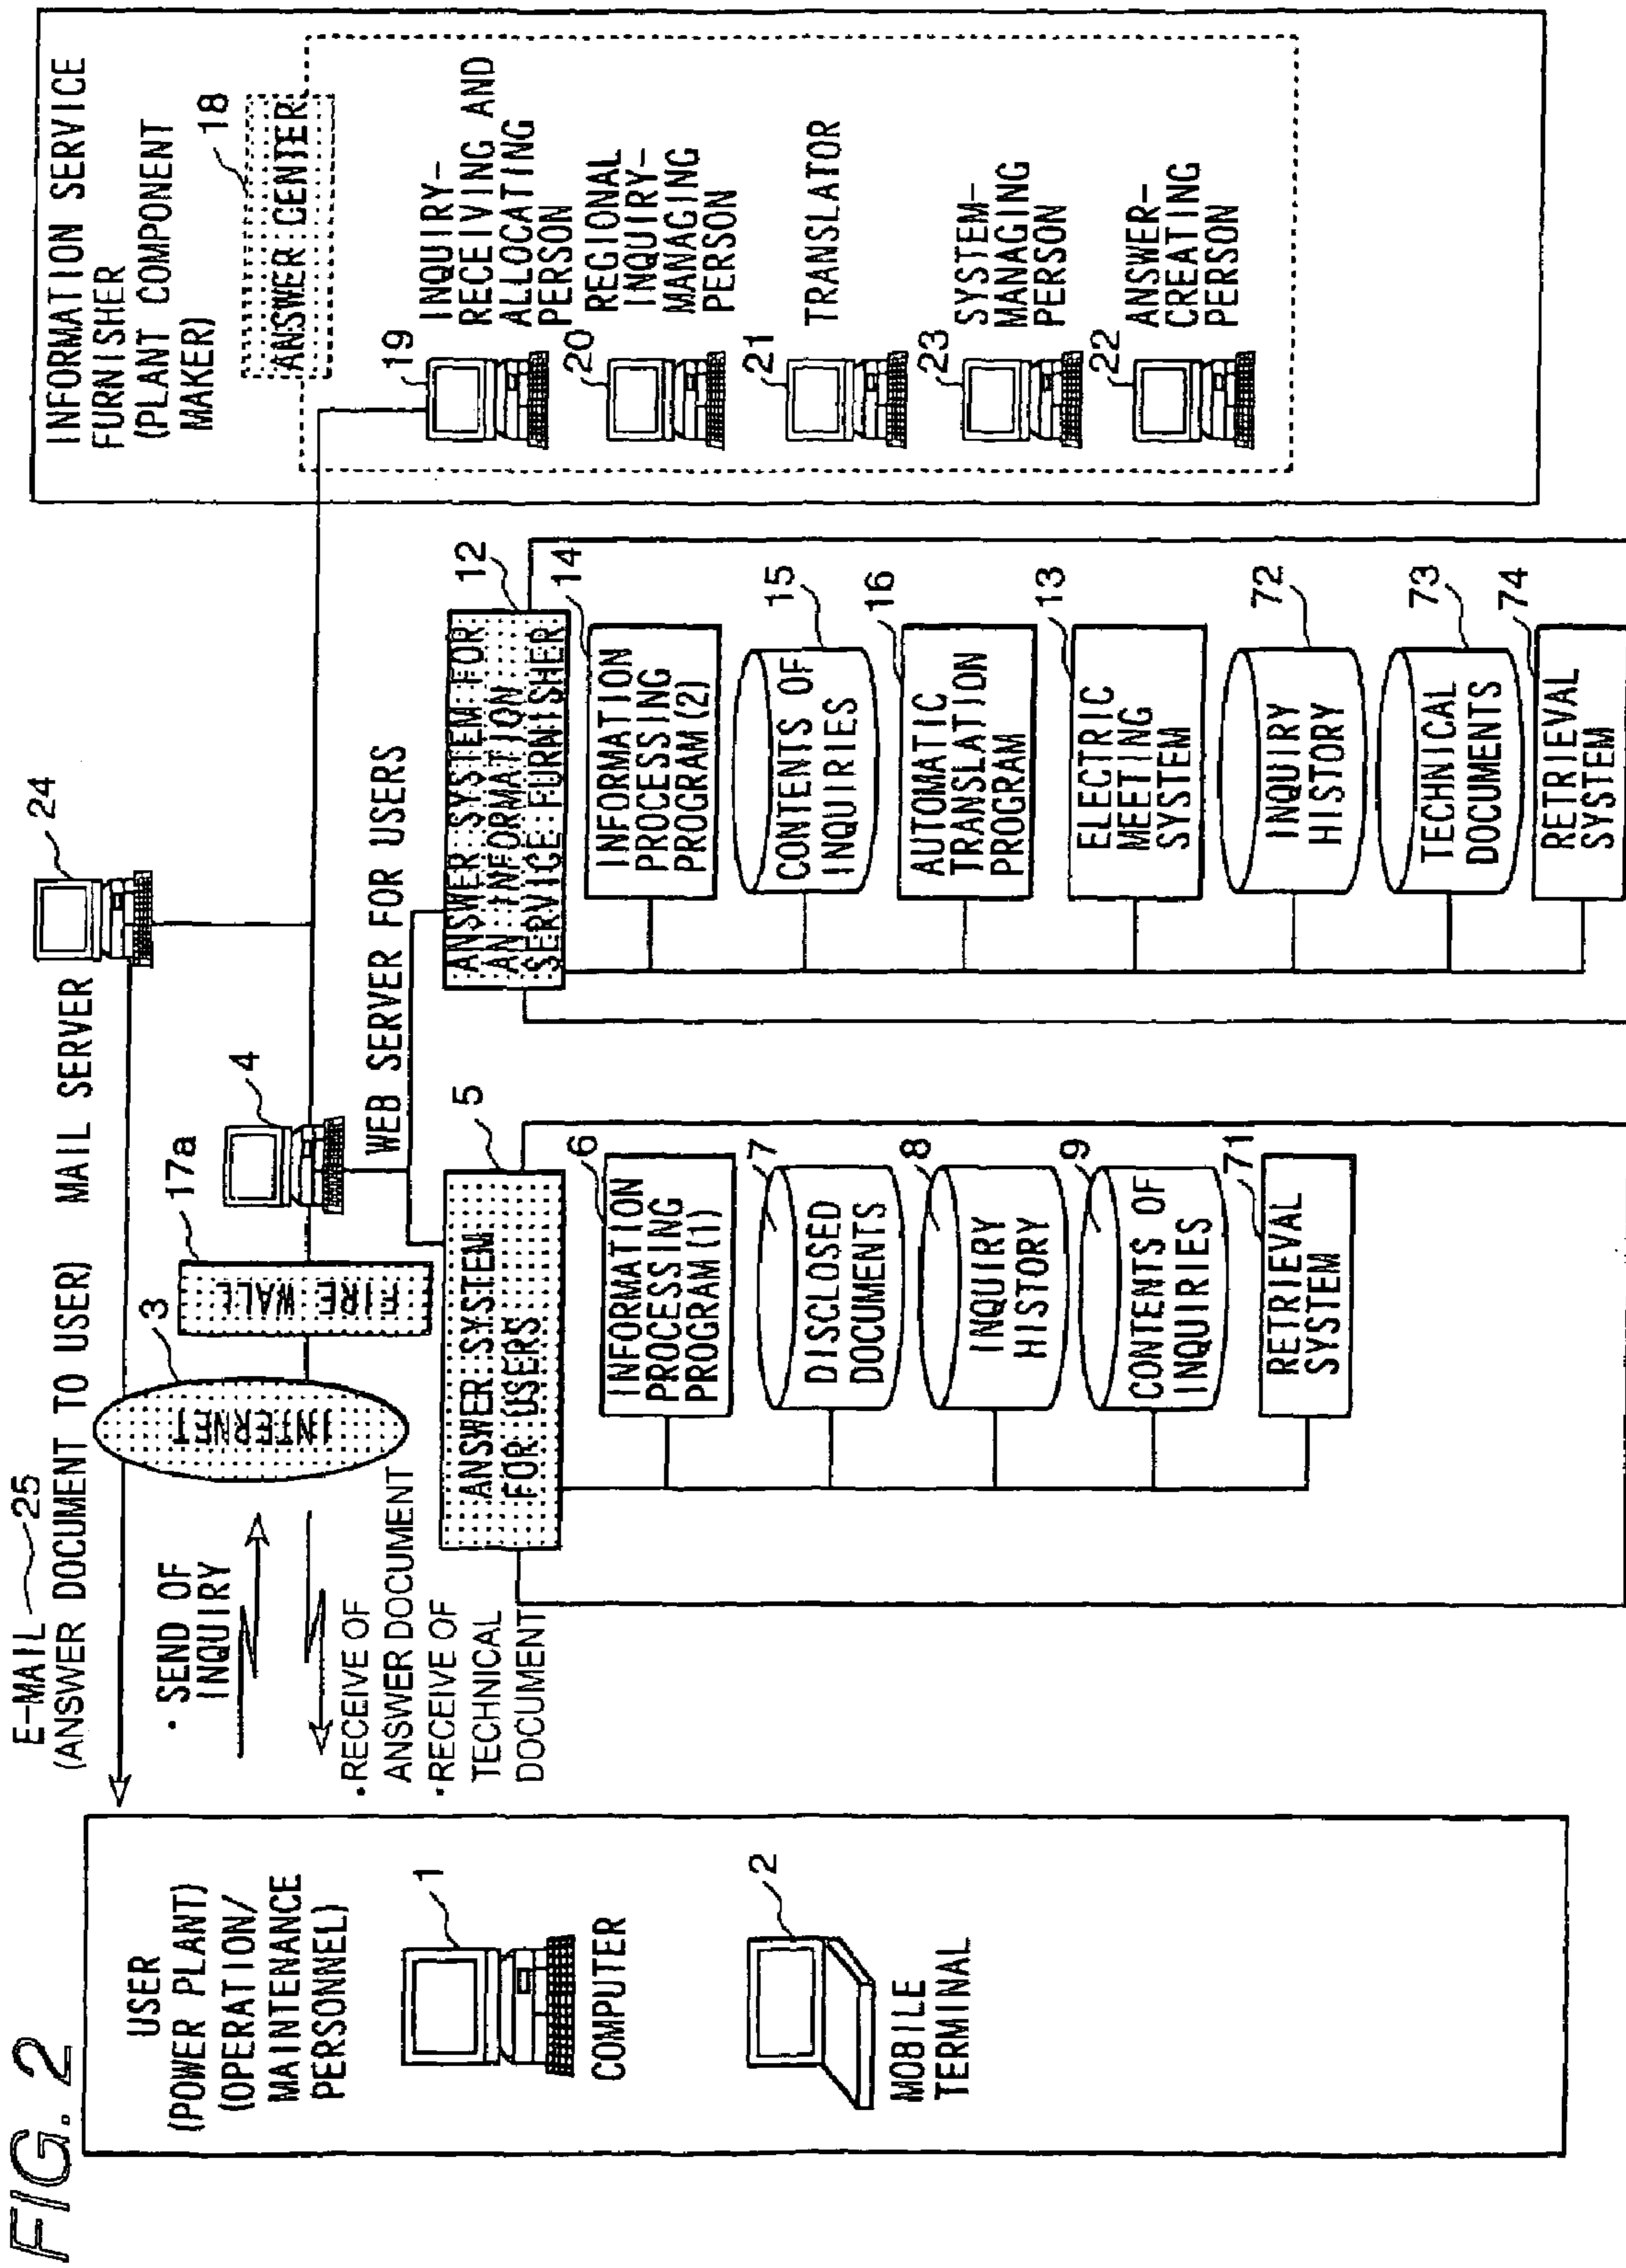 FIG. 2
USER
(POWER PLANT)
(OPERATION/
MAINTENANCE
PERSONNEL)
1
COMPUTER
2
MOBILE
TERMINAL
E-MAIL 25
(ANSWER DOCUMENT TO USER)
• SEND OF
INQUIRY
•RECEIVE OF
ANSWER DOCUMENT
•RECEIVE OF
TECHNICAL
DOCUMENT
3
INTERNET
17a
FIRE WALL
4
WEB SERVER FOR USERS
MAIL SERVER
24
5
ANSWER SYSTEM
FOR USERS
6
INFORMATION
PROCESSING
PROGRAM (1)
7
DISCLOSED
DOCUMENTS
8
INQUIRY
HISTORY
9
CONTENTS OF
INQUIRIES
71
RETRIEVAL
SYSTEM
12
ANSWER SYSTEM FOR
AN INFORMATION
SERVICE FURNISHER
14
INFORMATION
PROCESSING
PROGRAM (2)
15
CONTENTS OF
INQUIRIES
16
AUTOMATIC
TRANSLATION
PROGRAM
13
ELECTRIC
MEETING
SYSTEM
72
INQUIRY
HISTORY
73
TECHNICAL
DOCUMENTS
74
RETRIEVAL
SYSTEM
INFORMATION SERVICE
FURNISHER
(PLANT COMPONENT
MAKER)
18
ANSWER CENTER
19
INQUIRY-
RECEIVING AND
ALLOCATING
PERSON
20
REGIONAL
INQUIRY-
MANAGING
PERSON
21
TRANSLATOR
23
SYSTEM-
MANAGING
PERSON
22
ANSWER-
CREATING
PERSON